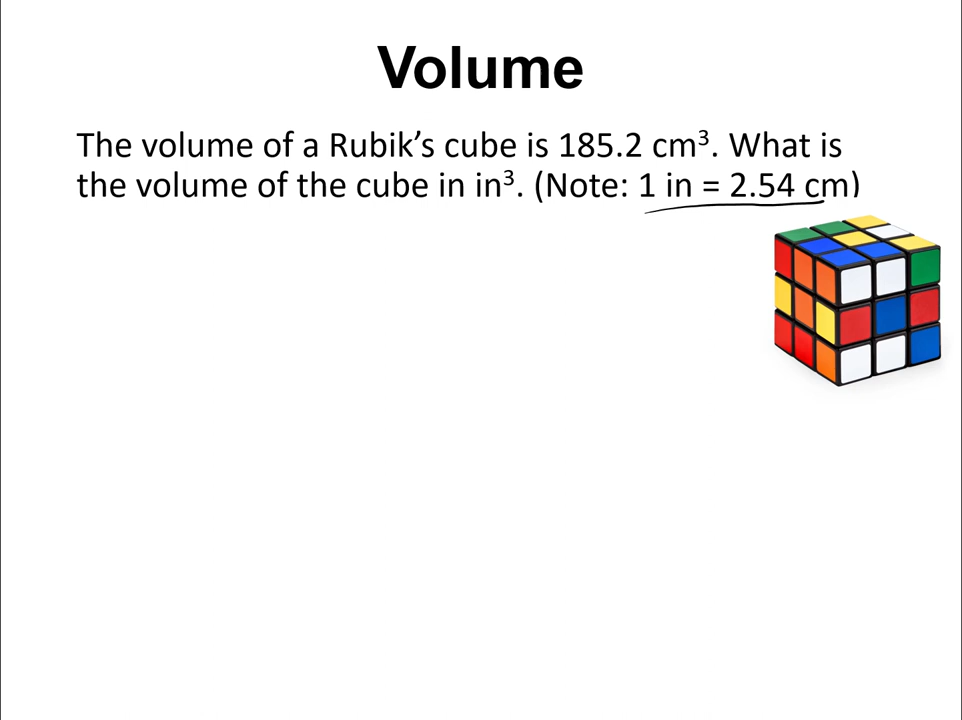 Volume
The volume of a Rubik’s cube is 185.2 cm³. What is
the volume of the cube in in³. (Note: 1 in = 2.54 cm)